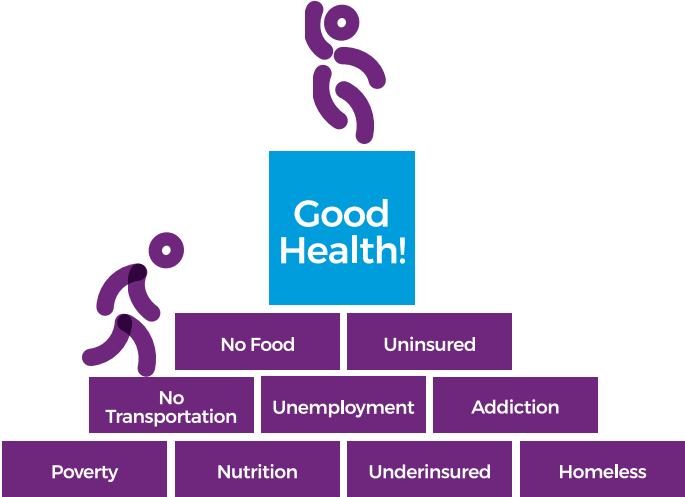 Good
Health!
No Food
Uninsured
No
Transportation
Unemployment
Addiction
Poverty
Nutrition
Underinsured
Homeless